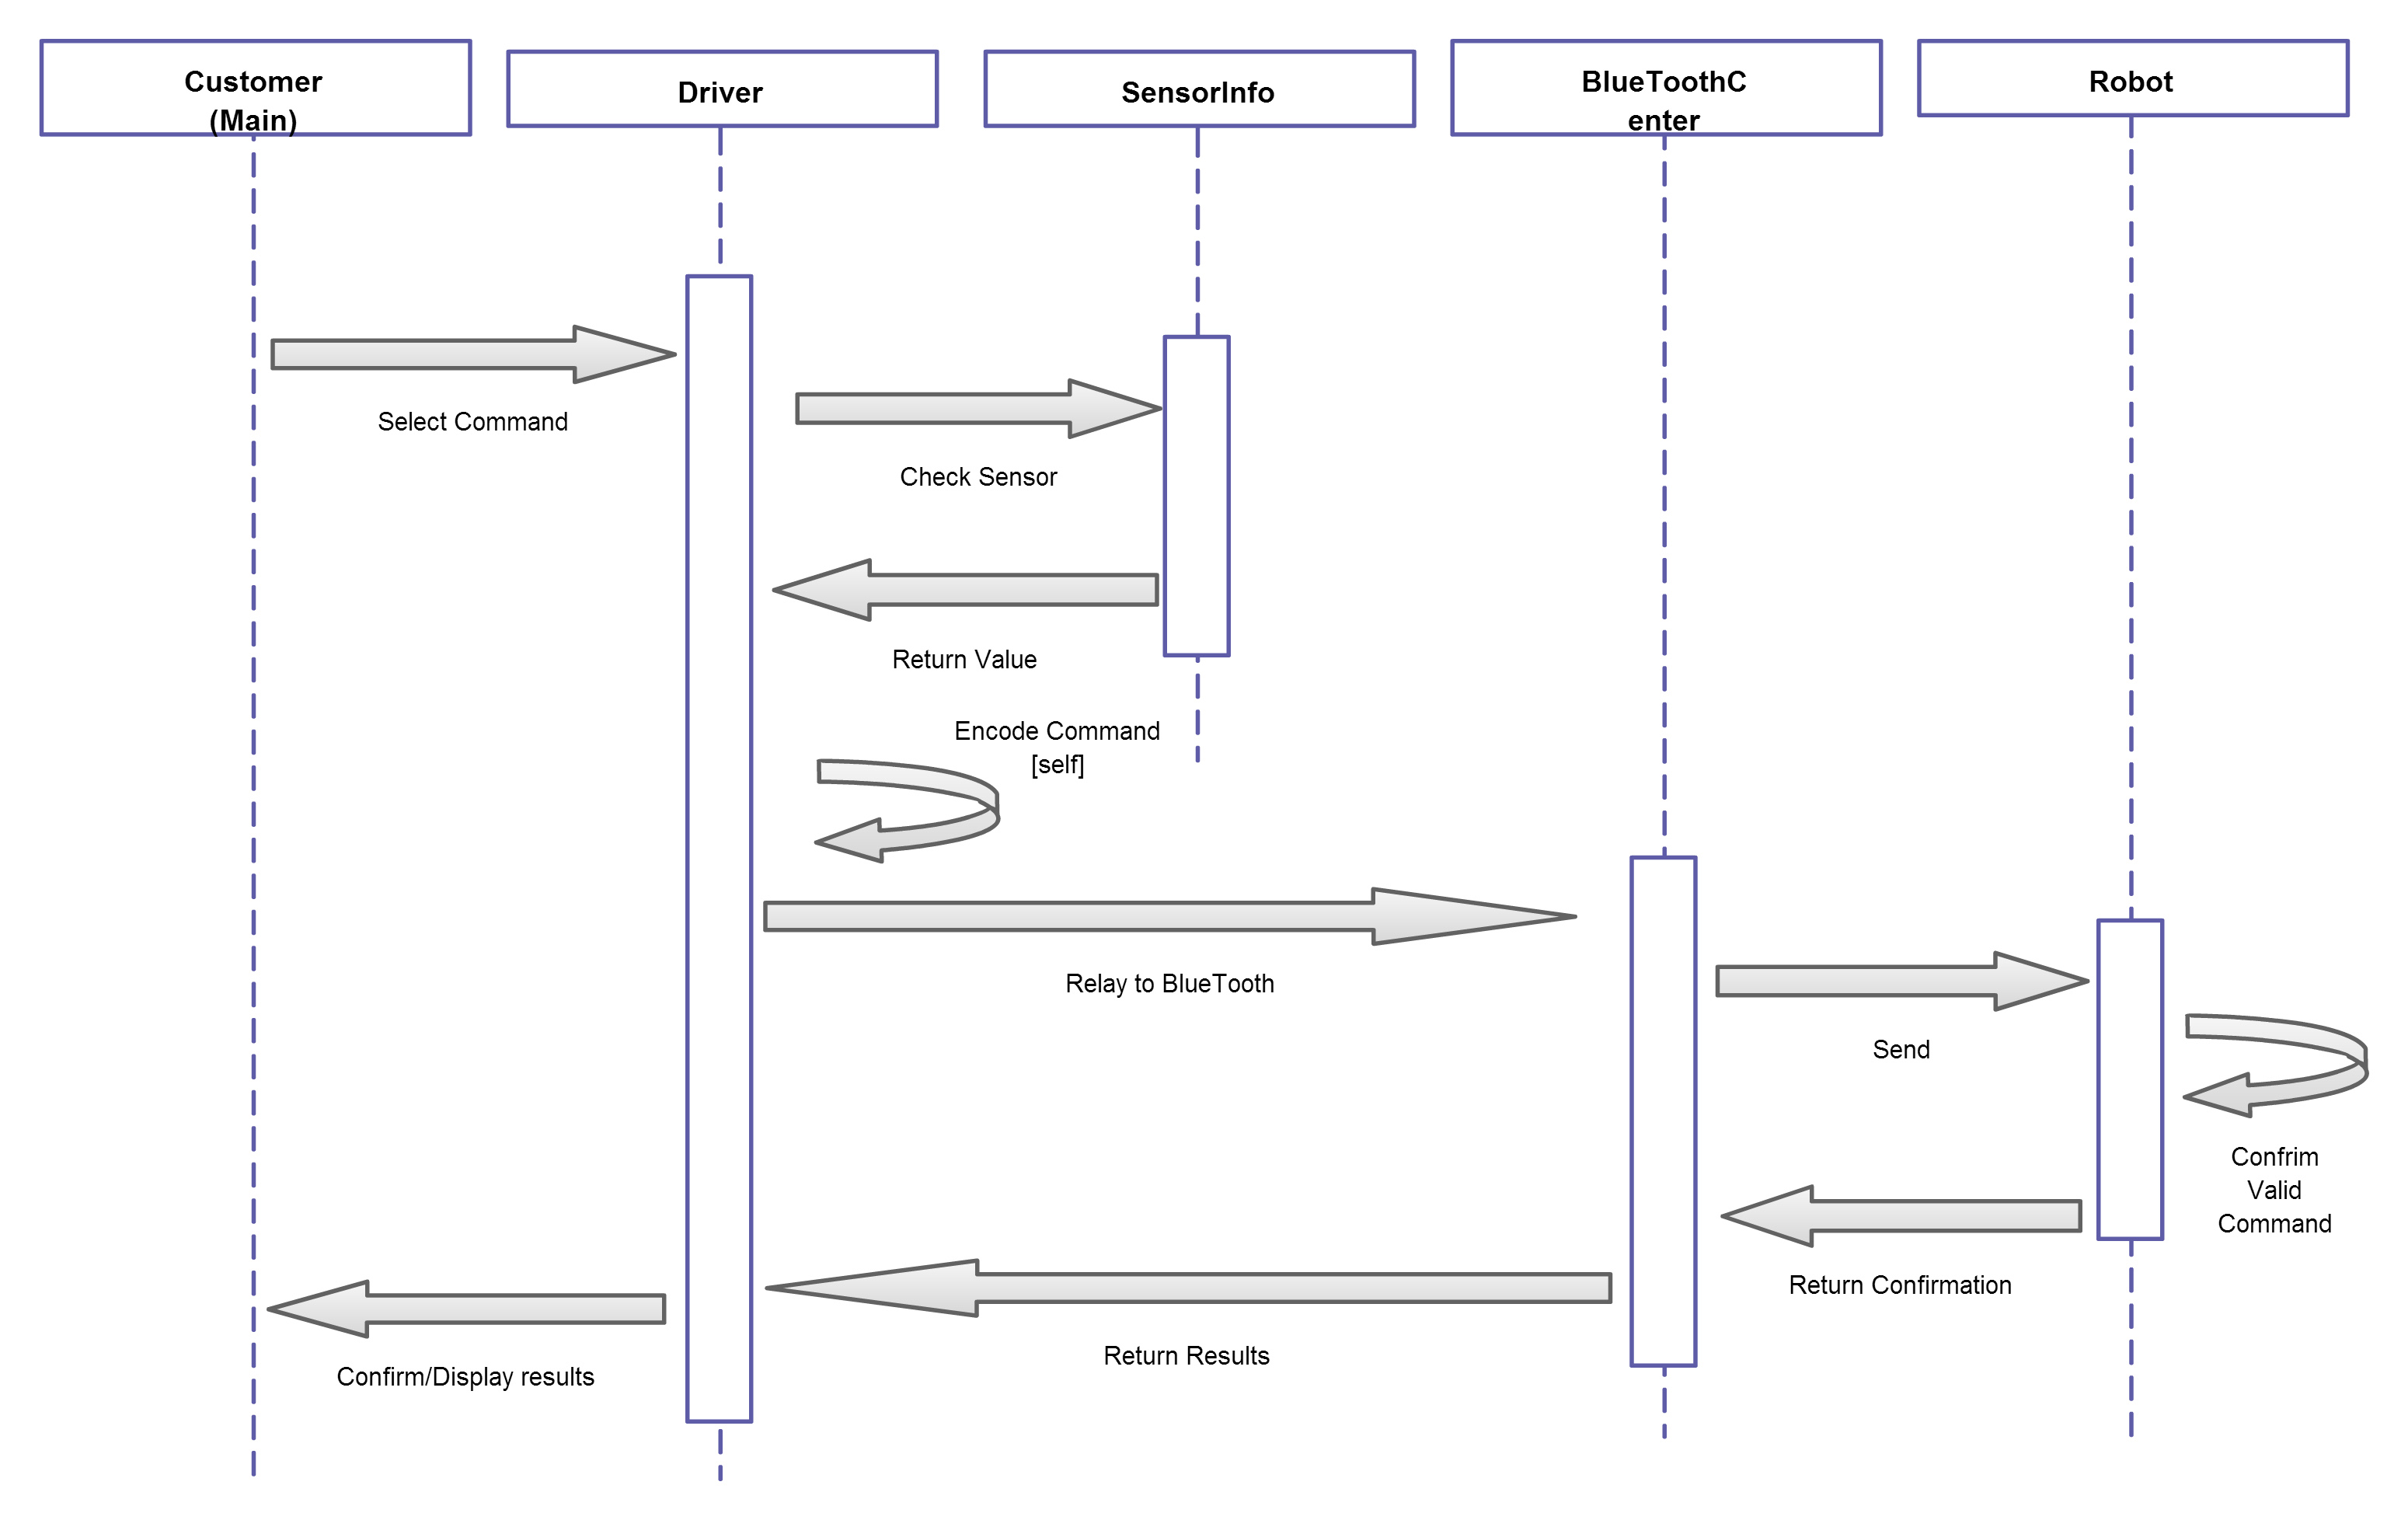 Customer
(Main)
Driver
SensorInfo
BlueToothC
enter
Robot
Select Command
Check Sensor
Return Value
Encode Command
[self]
Relay to BlueTooth
Send
Confrim
Valid
Command
Return Confirmation
Return Results
Confirm/Display results